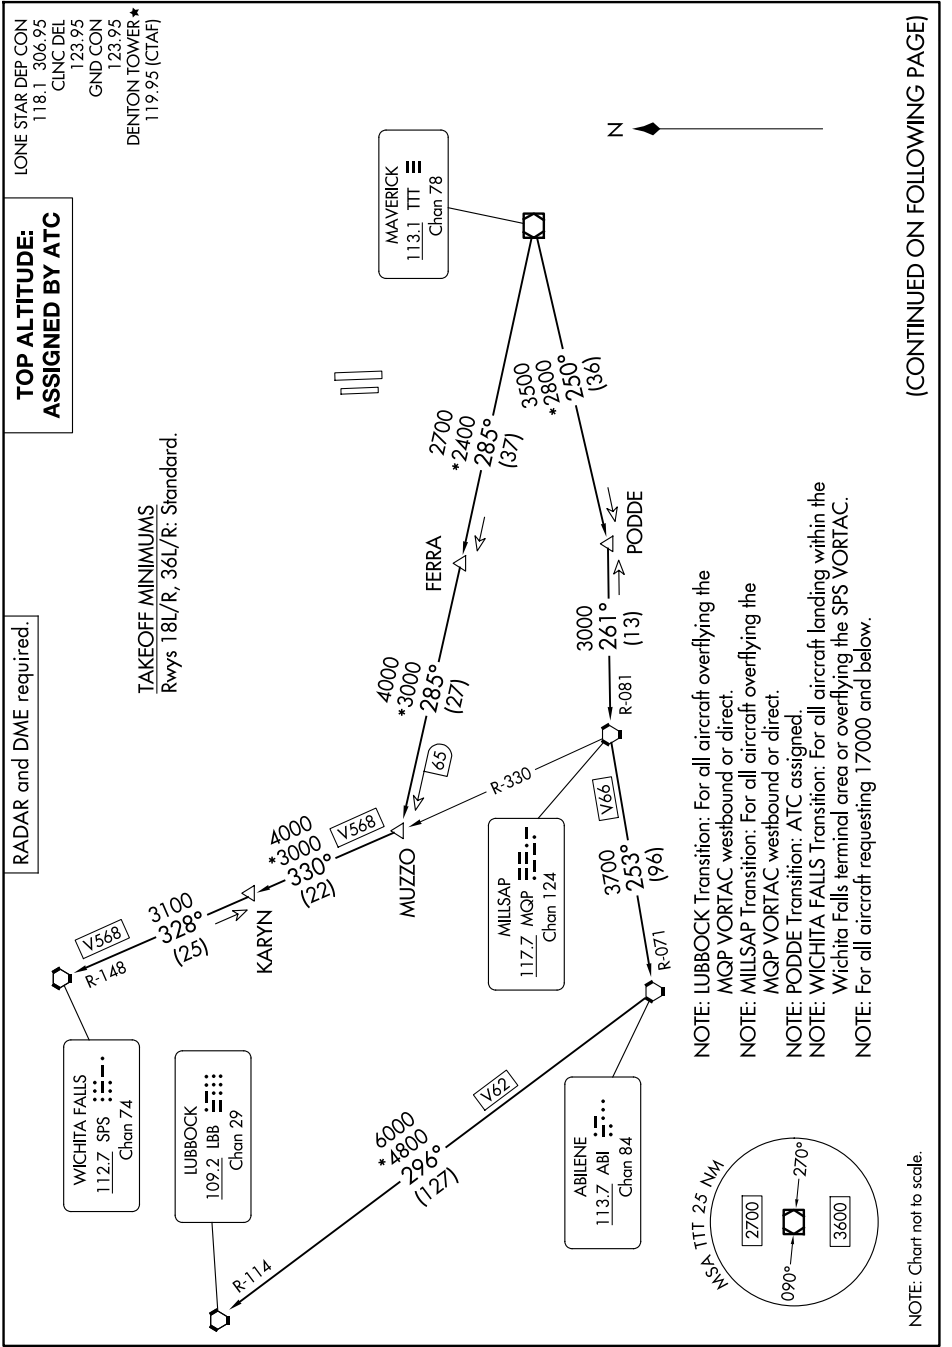 RADAR and DME required.
TOP ALTITUDE:
ASSIGNED BY ATC
LONE STAR DEP CON
118.1 306.95
CLNC DEL
123.95
GND CON
123.95
DENTON TOWER★
119.95 (CTAF)
TAKEOFF MINIMUMS
Rwys 18L/R, 36L/R: Standard.
WICHITA FALLS
112.7 SPS
Chan 74
R-148
V568
3100
328°
(25)
KARYN
4000
*3000
330°
(22)
V568
MUZZO
LUBBOCK
109.2 LBB
Chan 29
R-114
6000
*4800
296°
(127)
V62
4000
*3000
285°
(27)
65
FERRA
2700
*2400
285°
(37)
MAVERICK
113.1 TTT
Chan 78
3500
*2800
250°
(36)
PODDE
3000
261°
(13)
R-081
R-330
MILLSAP
117.7 MQP
Chan 124
V66
3700
253°
(96)
R-071
ABILENE
113.7 ABI
Chan 84
N
MSA TTT 25 NM
2700
270°
090°
3600
NOTE: LUBBOCK Transition: For all aircraft overflying the
MQP VORTAC westbound or direct.
NOTE: MILLSAP Transition: For all aircraft overflying the
MQP VORTAC westbound or direct.
NOTE: PODDE Transition: ATC assigned.
NOTE: WICHITA FALLS Transition: For all aircraft landing within the
Wichita Falls terminal area or overflying the SPS VORTAC.
NOTE: For all aircraft requesting 17000 and below.
NOTE: Chart not to scale.
(CONTINUED ON FOLLOWING PAGE)